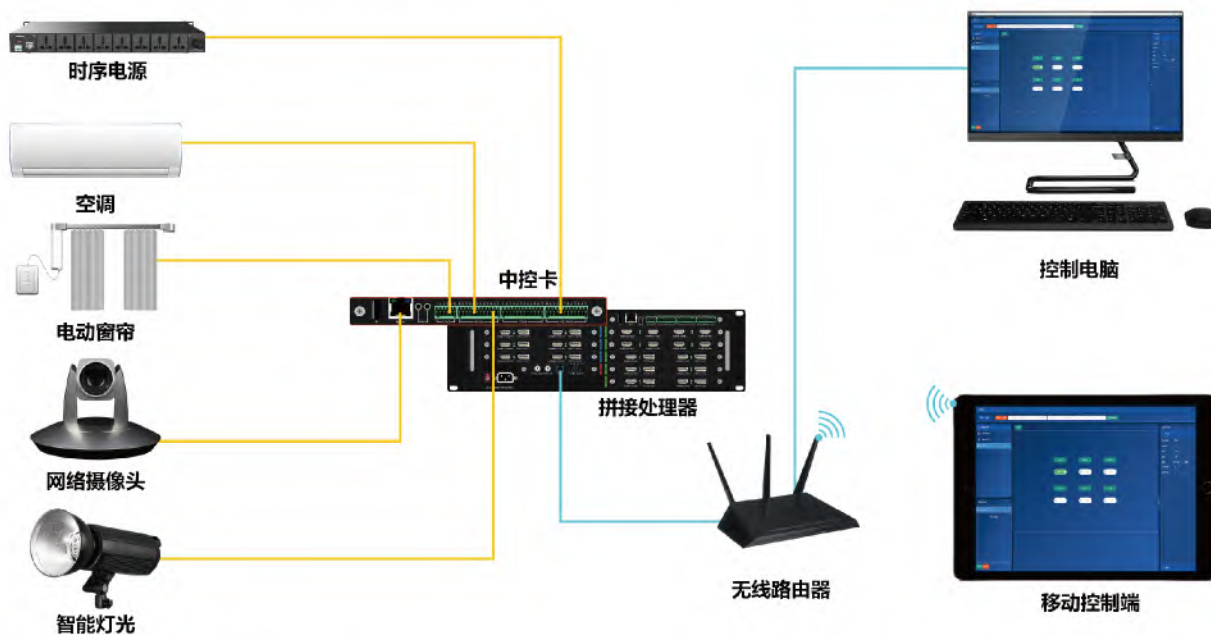 时序电源
空调
电动窗帘
网络摄像头
智能灯光
中控卡
拼接处理器
无线路由器
控制电脑
移动控制端